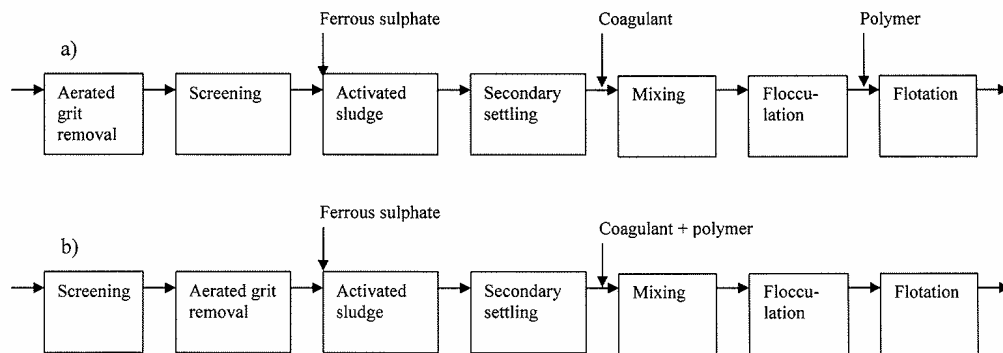 Ferrous sulphate
Coagulant
Polymer
a)
Aerated
grit
removal
Screening
Activated
sludge
Secondary
settling
Mixing
Floccu-
lation
Flotation
Ferrous sulphate
Coagulant + polymer
b)
Screening
Aerated grit
removal
Activated
sludge
Secondary
settling
Mixing
Floccu-
lation
Flotation